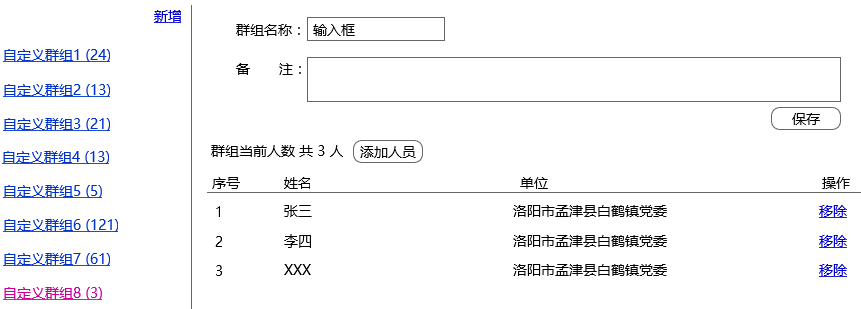 新增
自定义群组1 (24)
自定义群组2 (13)
自定义群组3 (21)
自定义群组4 (13)
自定义群组5 (5)
自定义群组6 (121)
自定义群组7 (61)
自定义群组8 (3)
群组名称： 输入框
备 注：
保存
群组当前人数 共 3 人 添加人员
序号 姓名 单位 操作
1 张三 洛阳市孟津县白鹤镇党委 移除
2 李四 洛阳市孟津县白鹤镇党委 移除
3 XXX 洛阳市孟津县白鹤镇党委 移除